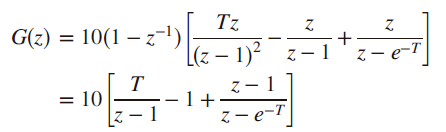 G(z) = 10(1 − z⁻¹) [ Tz/(z − 1)² − z/(z − 1) + z/(z − e⁻ᵀ) ]
= 10 [ T/(z − 1) − 1 + (z − 1)/(z − e⁻ᵀ) ]